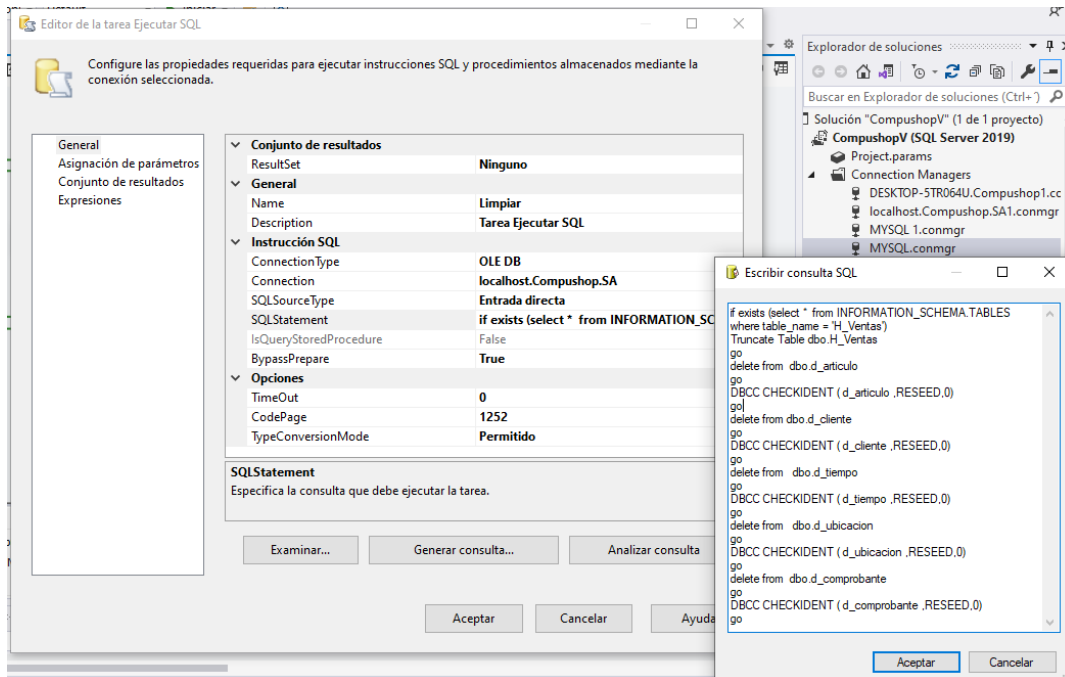 Editor de la tarea Ejecutar SQL
Configure las propiedades requeridas para ejecutar instrucciones SQL y procedimientos almacenados mediante la
conexión seleccionada.
General
Asignación de parámetros
Conjunto de resultados
Expresiones
Conjunto de resultados
ResultSet Ninguno
General
Name Limpiar
Description Tarea Ejecutar SQL
Instrucción SQL
ConnectionType OLE DB
Connection localhost.Compushop.SA
SQLSourceType Entrada directa
SQLStatement if exists (select * from INFORMATION_SC
IsQueryStoredProcedure False
BypassPrepare True
Opciones
TimeOut 0
CodePage 1252
TypeConversionMode Permitido
SQLStatement
Especifica la consulta que debe ejecutar la tarea.
Examinar... Generar consulta... Analizar consulta
Aceptar Cancelar Ayuda
Explorador de soluciones
Buscar en Explorador de soluciones (Ctrl+´)
Solución "CompushopV" (1 de 1 proyecto)
CompushopV (SQL Server 2019)
Project.params
Connection Managers
DESKTOP-5TR064U.Compushop1.cc
localhost.Compushop.SA1.conmgr
MYSQL 1.conmgr
MYSQL.conmgr
Escribir consulta SQL
if exists (select * from INFORMATION_SCHEMA.TABLES
where table_name = 'H_Ventas')
Truncate Table dbo.H_Ventas
go
delete from dbo.d_articulo
go
DBCC CHECKIDENT ( d_articulo ,RESEED,0)
go
delete from dbo.d_cliente
go
DBCC CHECKIDENT ( d_cliente ,RESEED,0)
go
delete from dbo.d_tiempo
go
DBCC CHECKIDENT ( d_tiempo ,RESEED,0)
go
delete from dbo.d_ubicacion
go
DBCC CHECKIDENT ( d_ubicacion ,RESEED,0)
go
delete from dbo.d_comprobante
go
DBCC CHECKIDENT ( d_comprobante ,RESEED,0)
go
Aceptar Cancelar